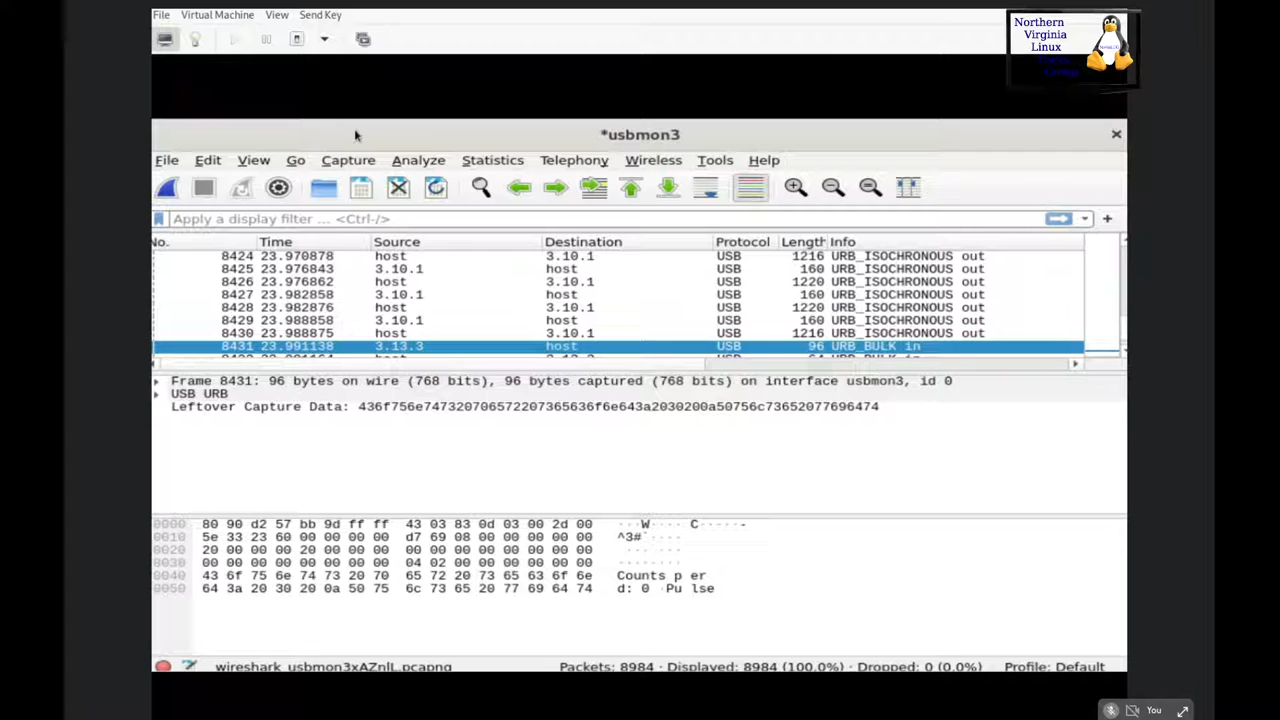 File Virtual Machine View Send Key
Northern
Virginia
Linux
*usbmon3
File Edit View Go Capture Analyze Statistics Telephony Wireless Tools Help
Apply a display filter ... <Ctrl-/>
No. Time Source Destination Protocol Length Info
8424 23.970878 host 3.10.1 USB 1216 URB_ISOCHRONOUS out
8425 23.976843 3.10.1 host USB 160 URB_ISOCHRONOUS out
8426 23.976862 host 3.10.1 USB 1220 URB_ISOCHRONOUS out
8427 23.982858 3.10.1 host USB 160 URB_ISOCHRONOUS out
8428 23.982876 host 3.10.1 USB 1220 URB_ISOCHRONOUS out
8429 23.988858 3.10.1 host USB 160 URB_ISOCHRONOUS out
8430 23.988875 host 3.10.1 USB 1216 URB_ISOCHRONOUS out
8431 23.991138 3.13.3 host USB 96 URB_BULK in
Frame 8431: 96 bytes on wire (768 bits), 96 bytes captured (768 bits) on interface usbmon3, id 0
USB URB
Leftover Capture Data: 436f756e747320706572207365636f6e643a2030200a50756c73652077696474
0000 80 90 d2 57 bb 9d ff ff 43 03 83 0d 03 00 2d 00 ···W···· C·····-·
0010 5e 33 23 60 00 00 00 00 d7 69 08 00 00 00 00 00 ^3#`····
0020 20 00 00 00 20 00 00 00 00 00 00 00 00 00 00 00
0030 00 00 00 00 00 00 00 00 04 02 00 00 00 00 00 00
0040 43 6f 75 6e 74 73 20 70 65 72 20 73 65 63 6f 6e Counts p er
0050 64 3a 20 30 20 0a 50 75 6c 73 65 20 77 69 64 74 d: 0 ·Pu lse
wireshark_usbmon3xAZnlL.pcapng Packets: 8984 · Displayed: 8984 (100.0%) · Dropped: 0 (0.0%) Profile: Default
You